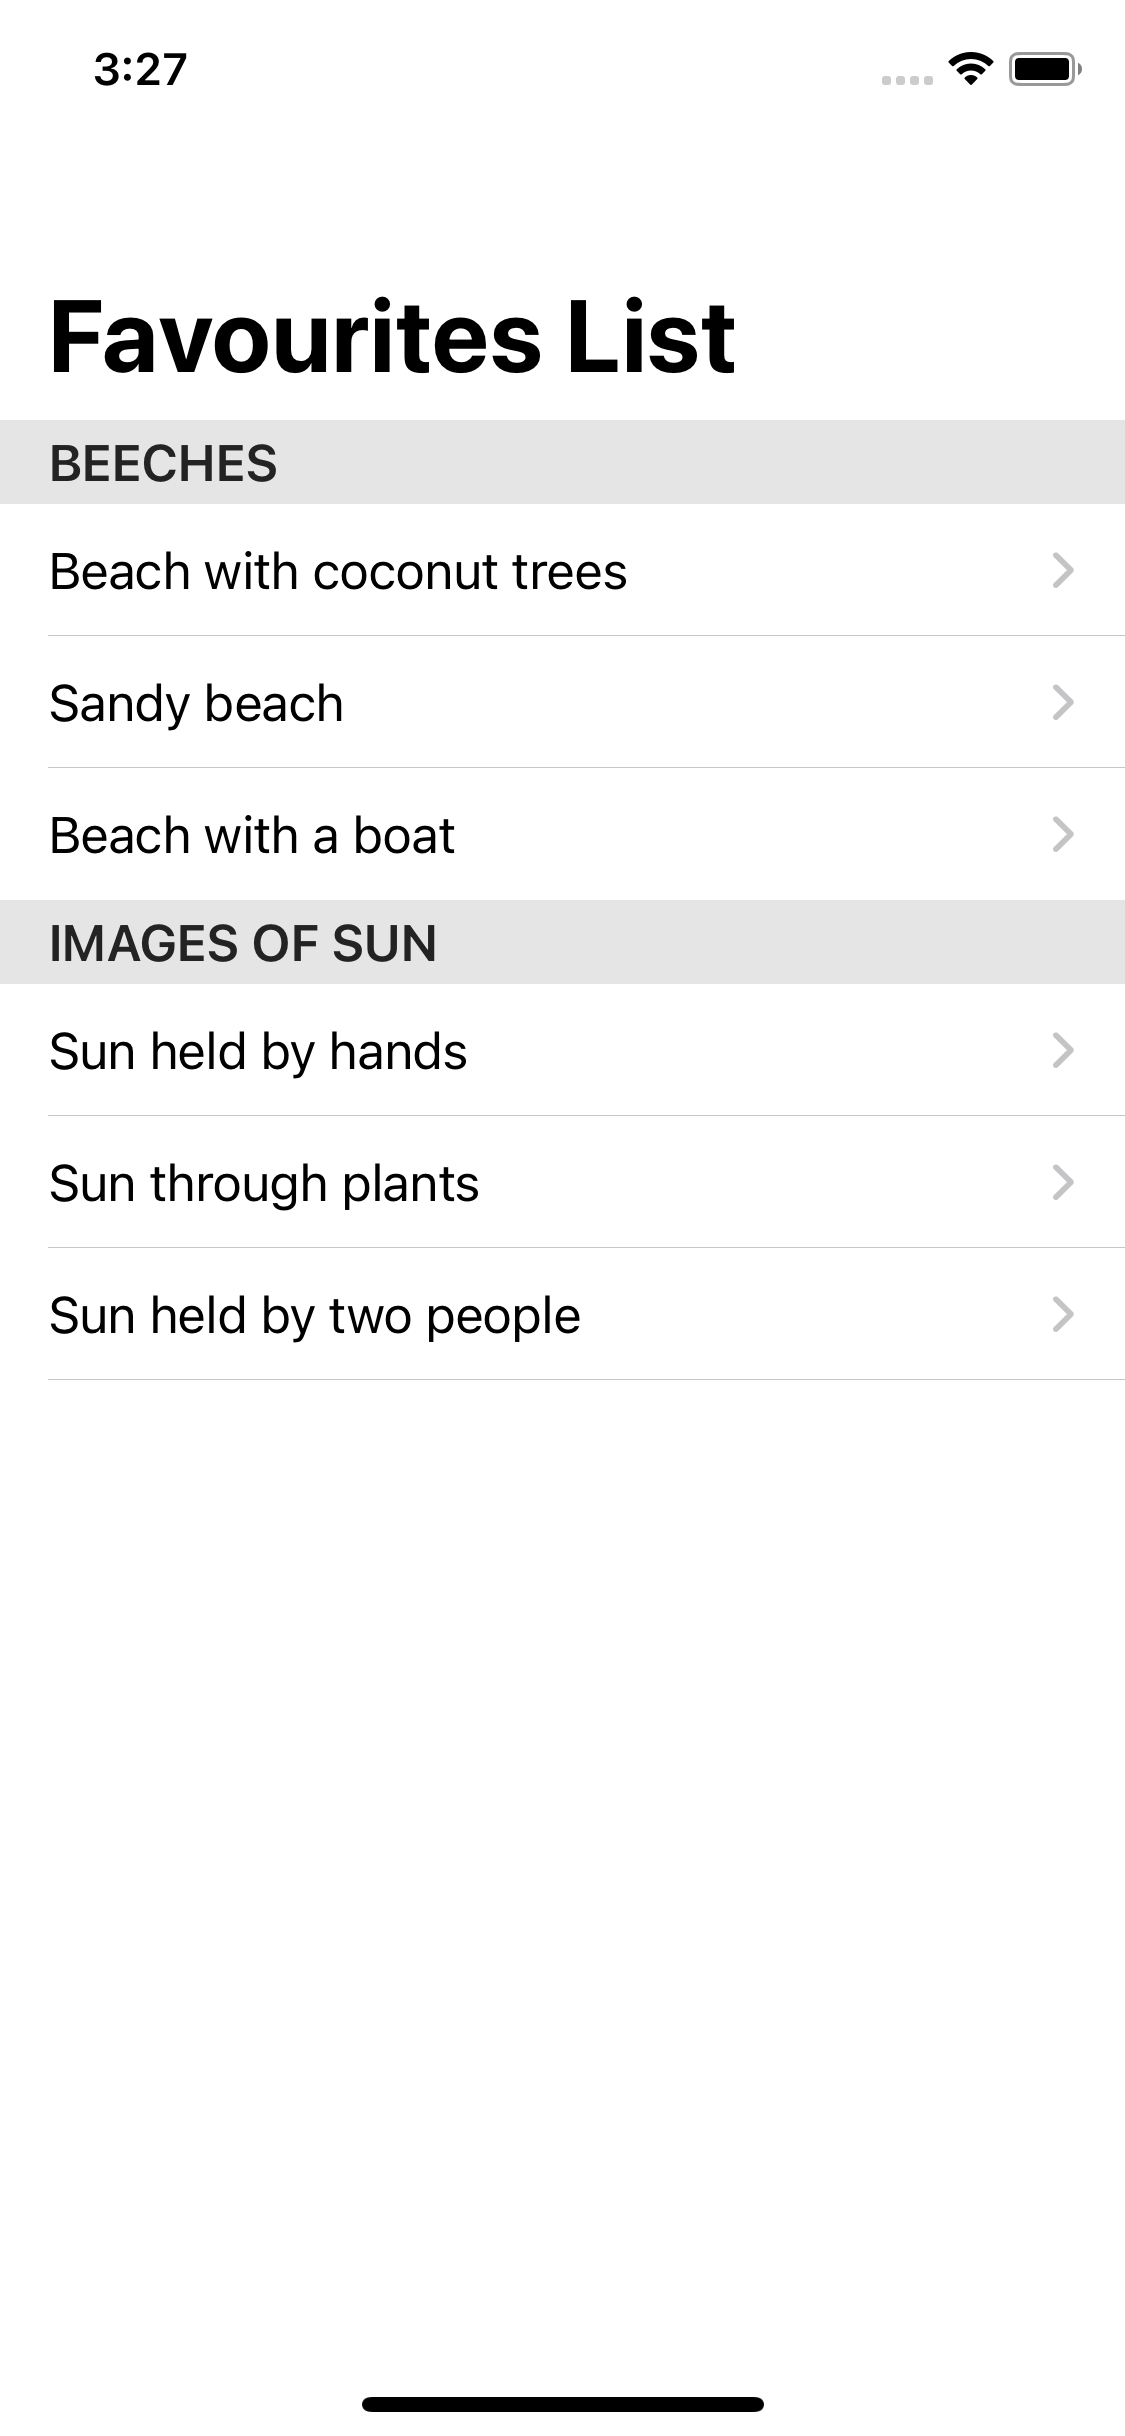 3:27
Favourites List
BEECHES
Beach with coconut trees
Sandy beach
Beach with a boat
IMAGES OF SUN
Sun held by hands
Sun through plants
Sun held by two people